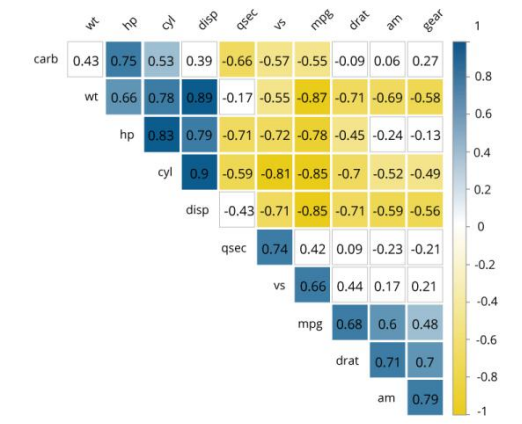 wt hp cyl disp qsec vs mpg drat am gear
1
carb 0.43 0.75 0.53 0.39 -0.66 -0.57 -0.55 -0.09 0.06 0.27
0.8
wt 0.66 0.78 0.89 -0.17 -0.55 -0.87 -0.71 -0.69 -0.58
0.6
hp 0.83 0.79 -0.71 -0.72 -0.78 -0.45 -0.24 -0.13
0.4
cyl 0.9 -0.59 -0.81 -0.85 -0.7 -0.52 -0.49
0.2
disp -0.43 -0.71 -0.85 -0.71 -0.59 -0.56
0
qsec 0.74 0.42 0.09 -0.23 -0.21
-0.2
vs 0.66 0.44 0.17 0.21
-0.4
mpg 0.68 0.6 0.48
-0.6
drat 0.71 0.7
-0.8
am 0.79
-1